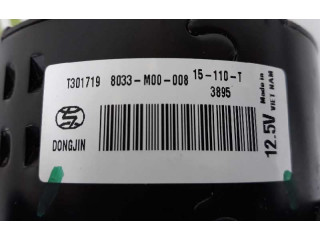 T301719 8033-M00-008 15-110-T
3895
DONGJIN
12.5V
Made in
VIET NAM